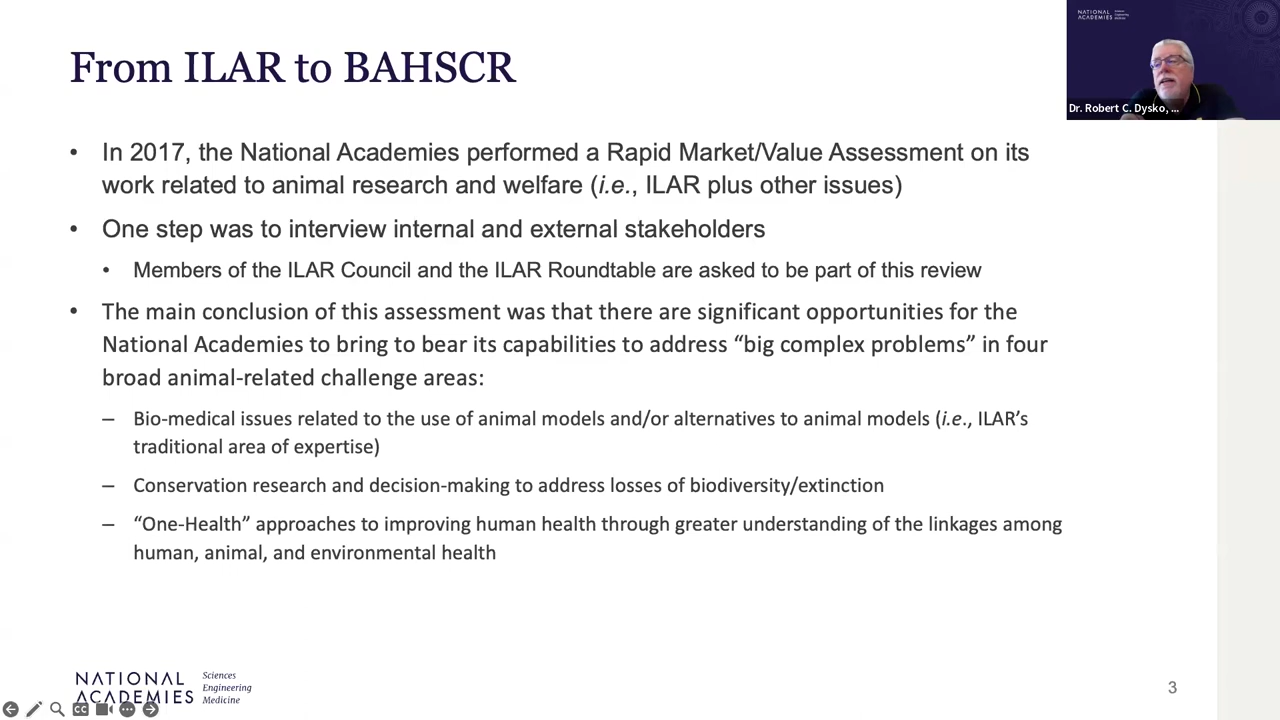 From ILAR to BAHSCR
NATIONAL ACADEMIES Sciences Engineering Medicine
Dr. Robert C. Dysko, ...
• In 2017, the National Academies performed a Rapid Market/Value Assessment on its
work related to animal research and welfare (i.e., ILAR plus other issues)
• One step was to interview internal and external stakeholders
• Members of the ILAR Council and the ILAR Roundtable are asked to be part of this review
• The main conclusion of this assessment was that there are significant opportunities for the
National Academies to bring to bear its capabilities to address “big complex problems” in four
broad animal-related challenge areas:
– Bio-medical issues related to the use of animal models and/or alternatives to animal models (i.e., ILAR’s
traditional area of expertise)
– Conservation research and decision-making to address losses of biodiversity/extinction
– “One-Health” approaches to improving human health through greater understanding of the linkages among
human, animal, and environmental health
NATIONAL
ACADEMIES
Sciences
Engineering
Medicine
CC
3